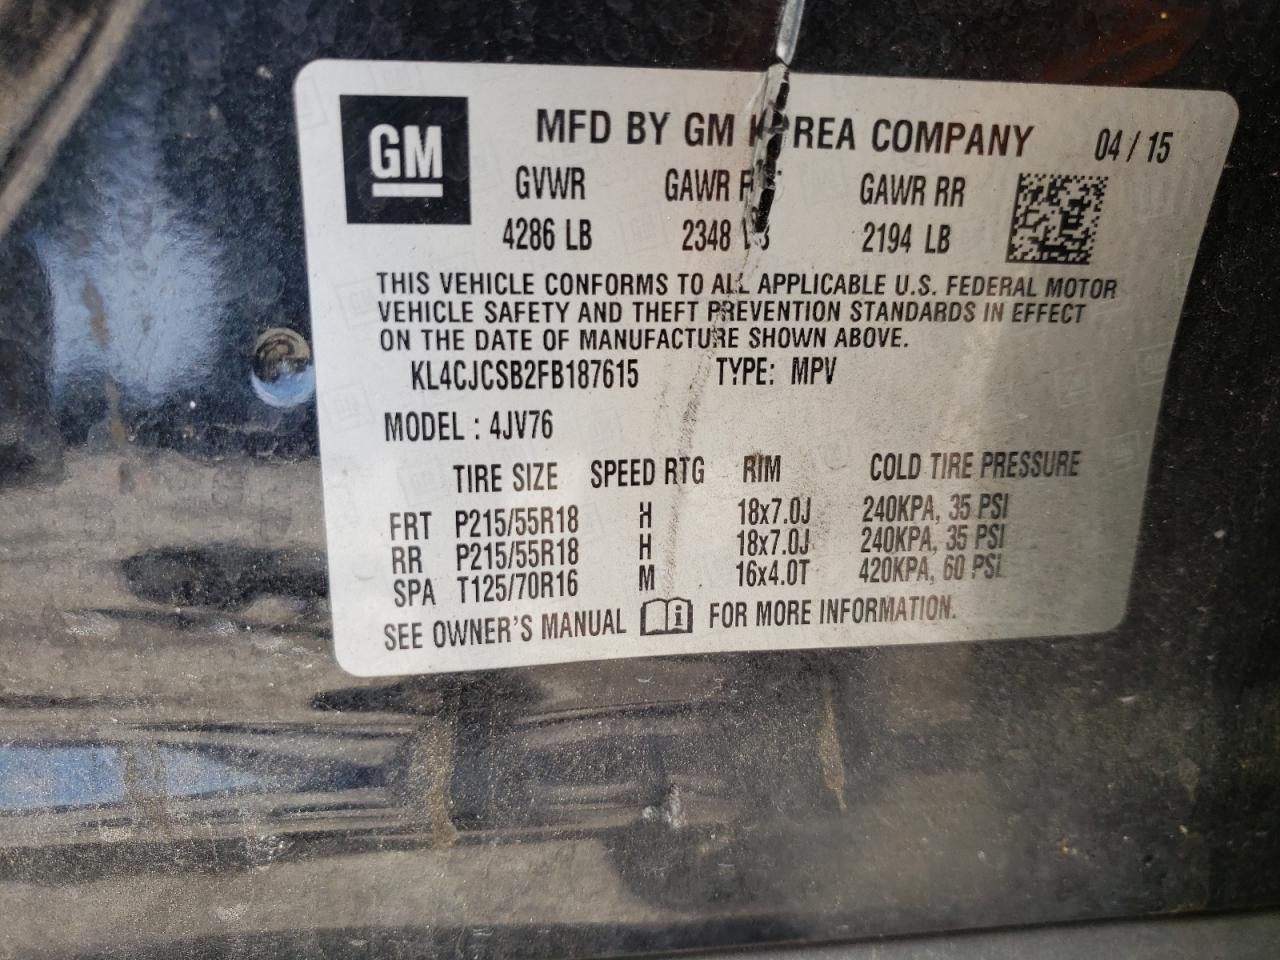 GM
MFD BY GM KOREA COMPANY 04 / 15
GVWR GAWR FRT GAWR RR
4286 LB 2348 LB 2194 LB
THIS VEHICLE CONFORMS TO ALL APPLICABLE U.S. FEDERAL MOTOR
VEHICLE SAFETY AND THEFT PREVENTION STANDARDS IN EFFECT
ON THE DATE OF MANUFACTURE SHOWN ABOVE.
KL4CJCSB2FB187615 TYPE: MPV
MODEL : 4JV76
TIRE SIZE SPEED RTG RIM COLD TIRE PRESSURE
FRT P215/55R18 H 18x7.0J 240KPA, 35 PSI
RR P215/55R18 H 18x7.0J 240KPA, 35 PSI
SPA T125/70R16 M 16x4.0T 420KPA, 60 PSI
SEE OWNER'S MANUAL FOR MORE INFORMATION.